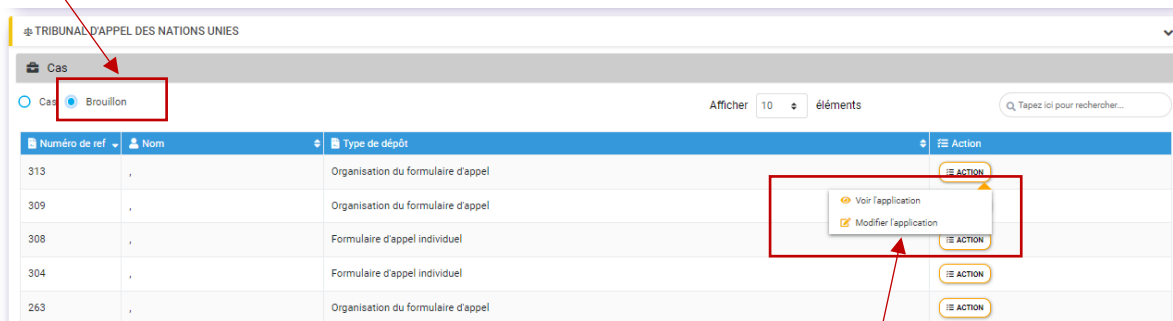 TRIBUNAL D'APPEL DES NATIONS UNIES
Cas
Cas Brouillon Afficher 10 éléments Tapez ici pour rechercher...
Numéro de ref Nom Type de dépôt Action
313 , Organisation du formulaire d'appel ACTION
309 , Organisation du formulaire d'appel
Voir l'application
Modifier l'application
308 , Formulaire d'appel individuel ACTION
304 , Formulaire d'appel individuel ACTION
263 , Organisation du formulaire d'appel ACTION